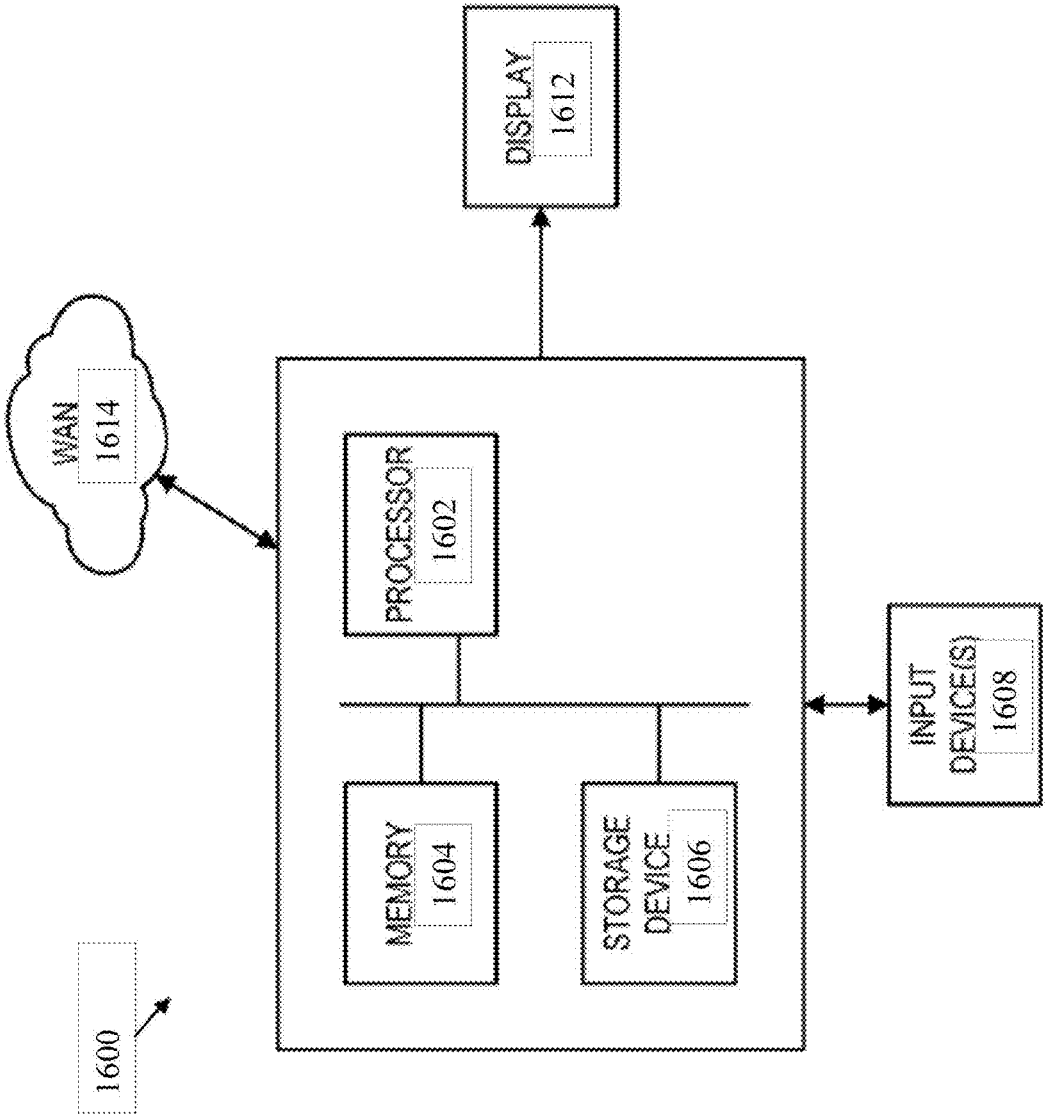 1600
WAN
1614
MEMORY
1604
PROCESSOR
1602
DISPLAY
1612
STORAGE
DEVICE
1606
INPUT
DEVICE(S)
1608